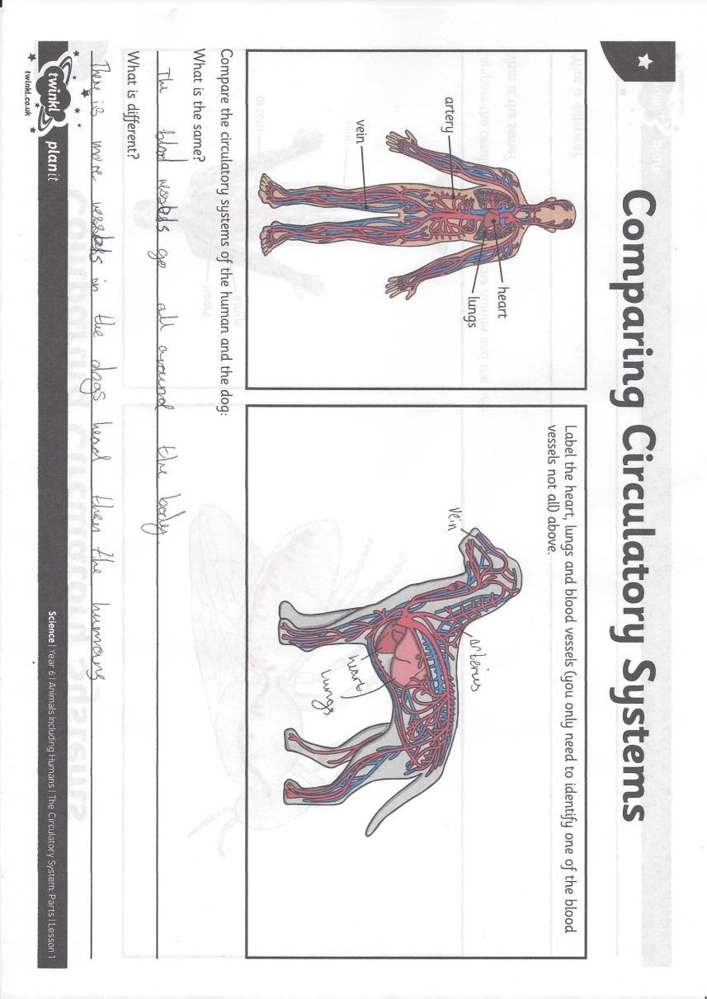 Comparing Circulatory Systems
artery
vein
heart
lungs
Label the heart, lungs and blood vessels (you only need to identify one of the blood
vessels not all) above.
vein
arteries
heart
lungs
Compare the circulatory systems of the human and the dog:
What is the same?
The blood vessels go all around the body.
What is different?
There is more vessels in the dogs head then the humans
twinkl
twinkl.co.uk
planit
Science | Year 6 | Animals Including Humans | The Circulatory System: Parts | Lesson 1